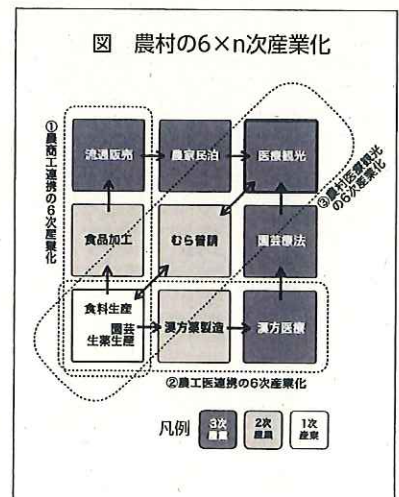 図 農村の6×n次産業化
①農商工連携の6次産業化
流通販売
農家民泊
医療観光
③農村医療観光
の6次産業化
食品加工
むら普請
園芸療法
食料生産
園芸
生薬生産
漢方薬製造
漢方医療
②農工医連携の6次産業化
凡例
3次
産業
2次
産業
1次
産業